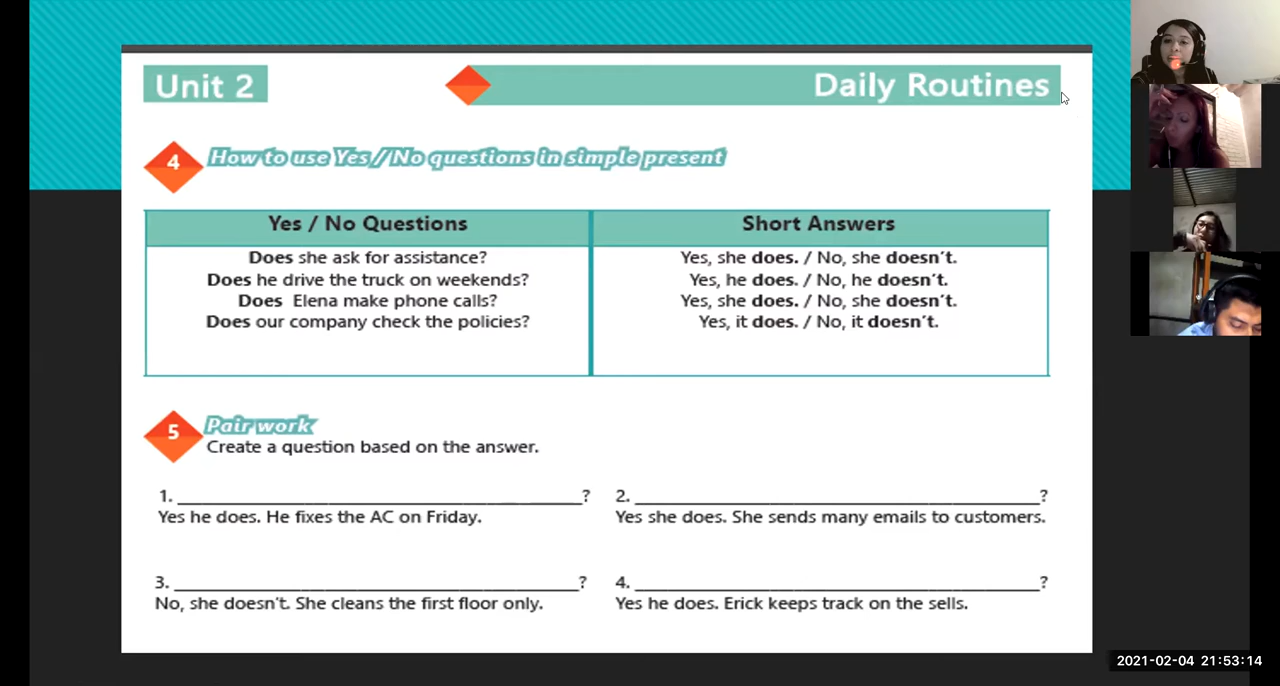 Unit 2
Daily Routines
4
How to use Yes / No questions in simple present
Yes / No Questions
Short Answers
Does she ask for assistance?
Yes, she does. / No, she doesn´t.
Does he drive the truck on weekends?
Yes, he does. / No, he doesn´t.
Does Elena make phone calls?
Yes, she does. / No, she doesn´t.
Does our company check the policies?
Yes, it does. / No, it doesn´t.
5
Pair work
Create a question based on the answer.
1. ________________________________________?
2. ________________________________________?
Yes he does. He fixes the AC on Friday.
Yes she does. She sends many emails to customers.
3. ________________________________________?
4. ________________________________________?
No, she doesn't. She cleans the first floor only.
Yes he does. Erick keeps track on the sells.
2021-02-04 21:53:14